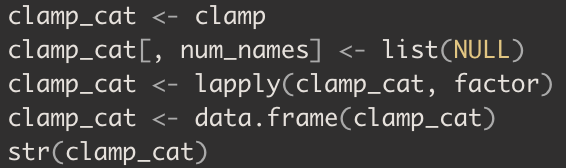 clamp_cat <- clamp
clamp_cat[, num_names] <- list(NULL)
clamp_cat <- lapply(clamp_cat, factor)
clamp_cat <- data.frame(clamp_cat)
str(clamp_cat)